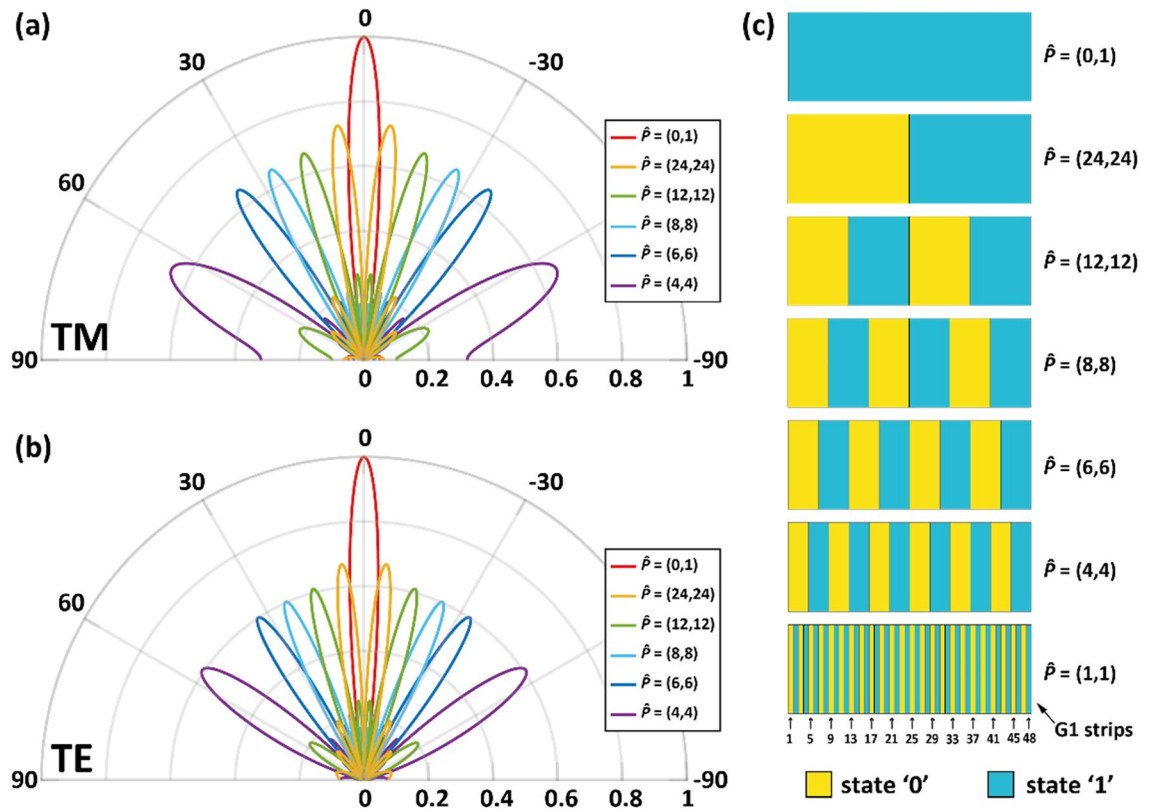 (a)
0
30
-30
60
90
-90
TM
0 0.2 0.4 0.6 0.8 1
P̂ = (0,1)
P̂ = (24,24)
P̂ = (12,12)
P̂ = (8,8)
P̂ = (6,6)
P̂ = (4,4)
(b)
0
30
-30
60
90
-90
TE
0 0.2 0.4 0.6 0.8 1
P̂ = (0,1)
P̂ = (24,24)
P̂ = (12,12)
P̂ = (8,8)
P̂ = (6,6)
P̂ = (4,4)
(c)
P̂ = (0,1)
P̂ = (24,24)
P̂ = (12,12)
P̂ = (8,8)
P̂ = (6,6)
P̂ = (4,4)
P̂ = (1,1)
1 5 9 13 17 21 25 29 33 37 41 45 48
G1 strips
state ‘0’
state ‘1’